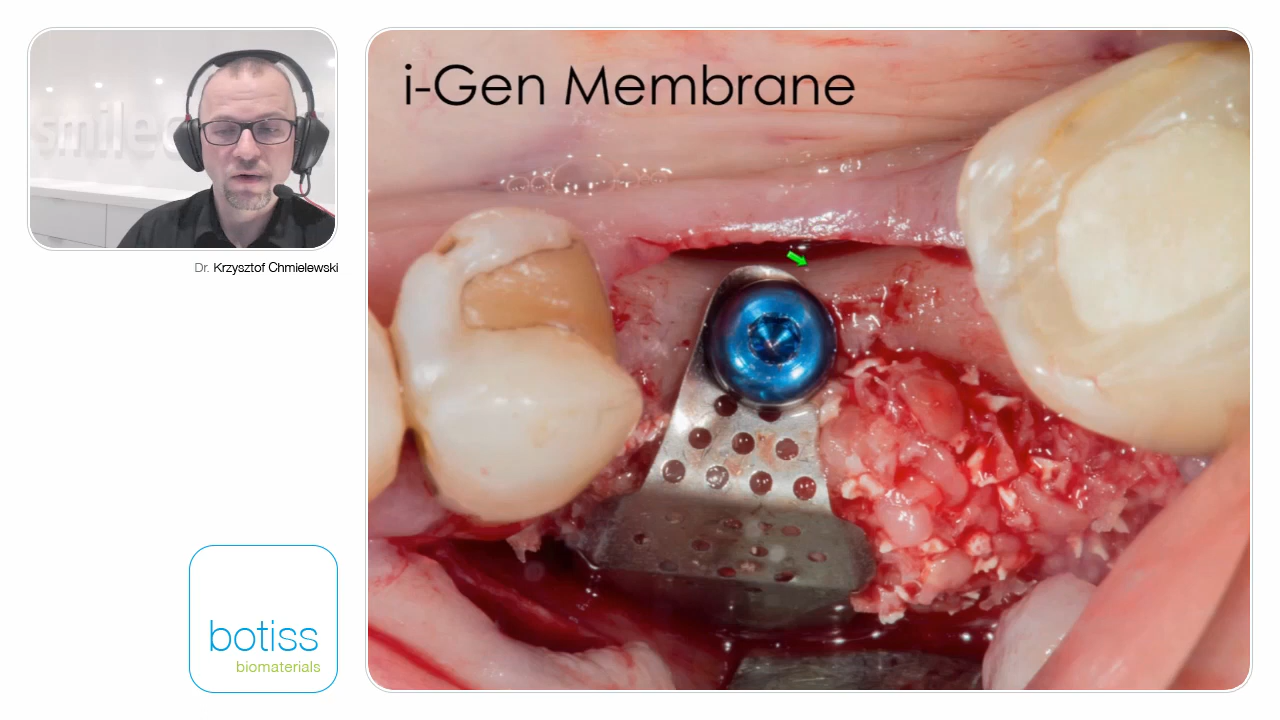 i-Gen Membrane
Dr. Krzysztof Chmielewski
botiss
biomaterials